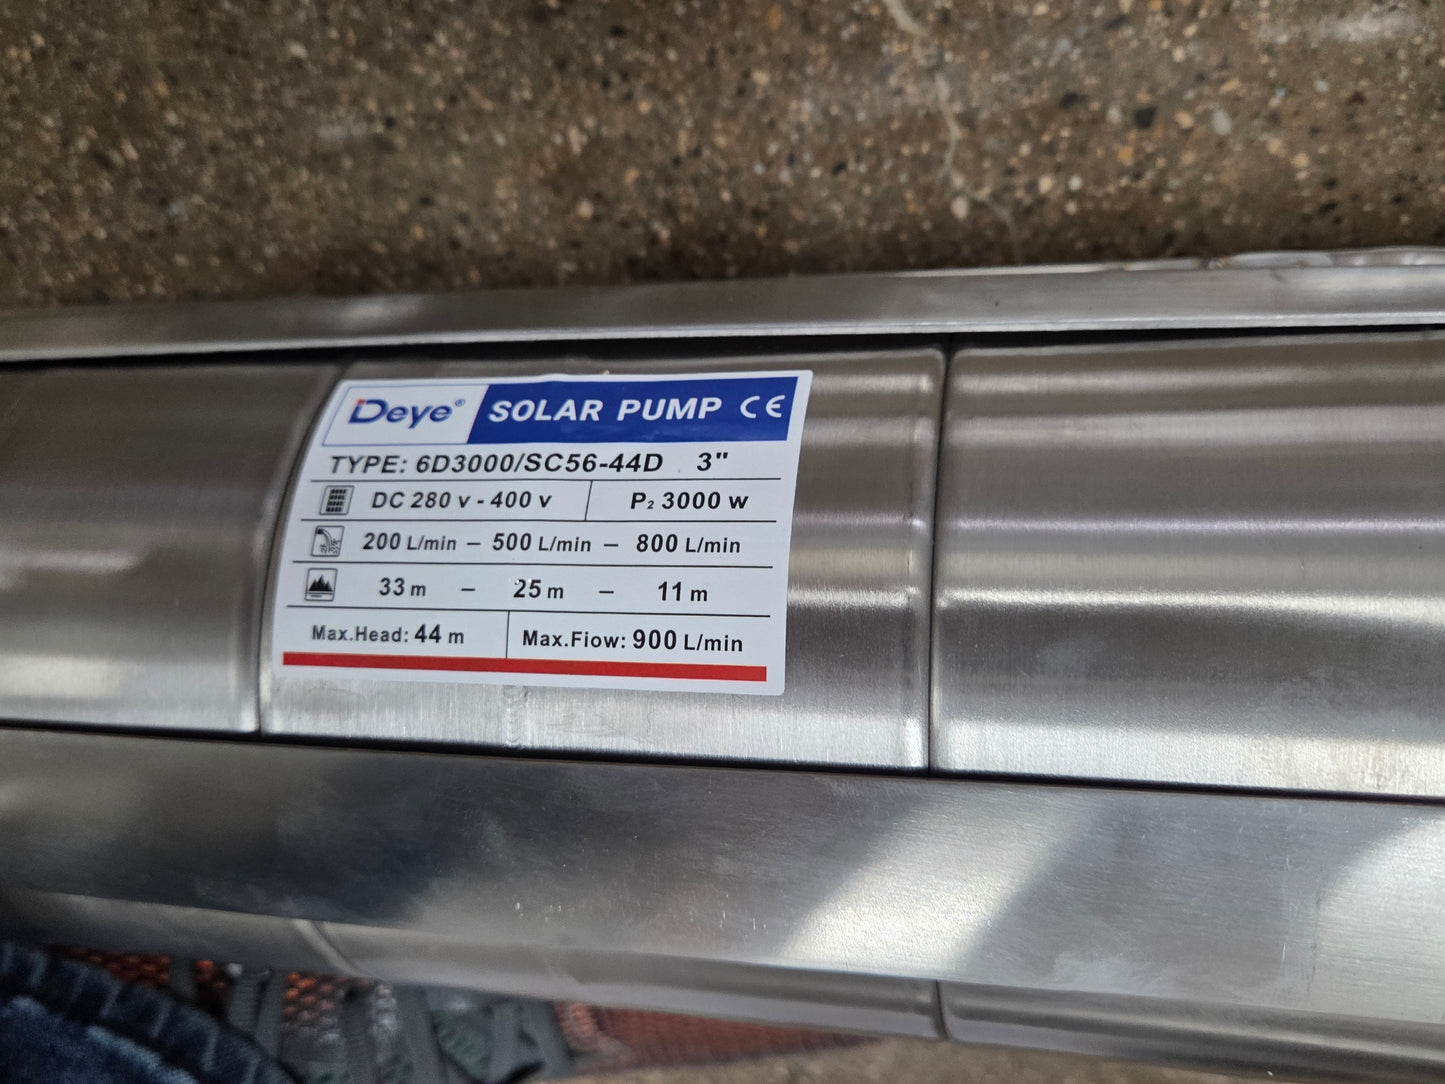 Deye® SOLAR PUMP CE
TYPE: 6D3000/SC56-44D 3"
DC 280 v - 400 v P₂ 3000 w
200 L/min – 500 L/min – 800 L/min
33 m – 25 m – 11 m
Max.Head: 44 m Max.Fiow: 900 L/min